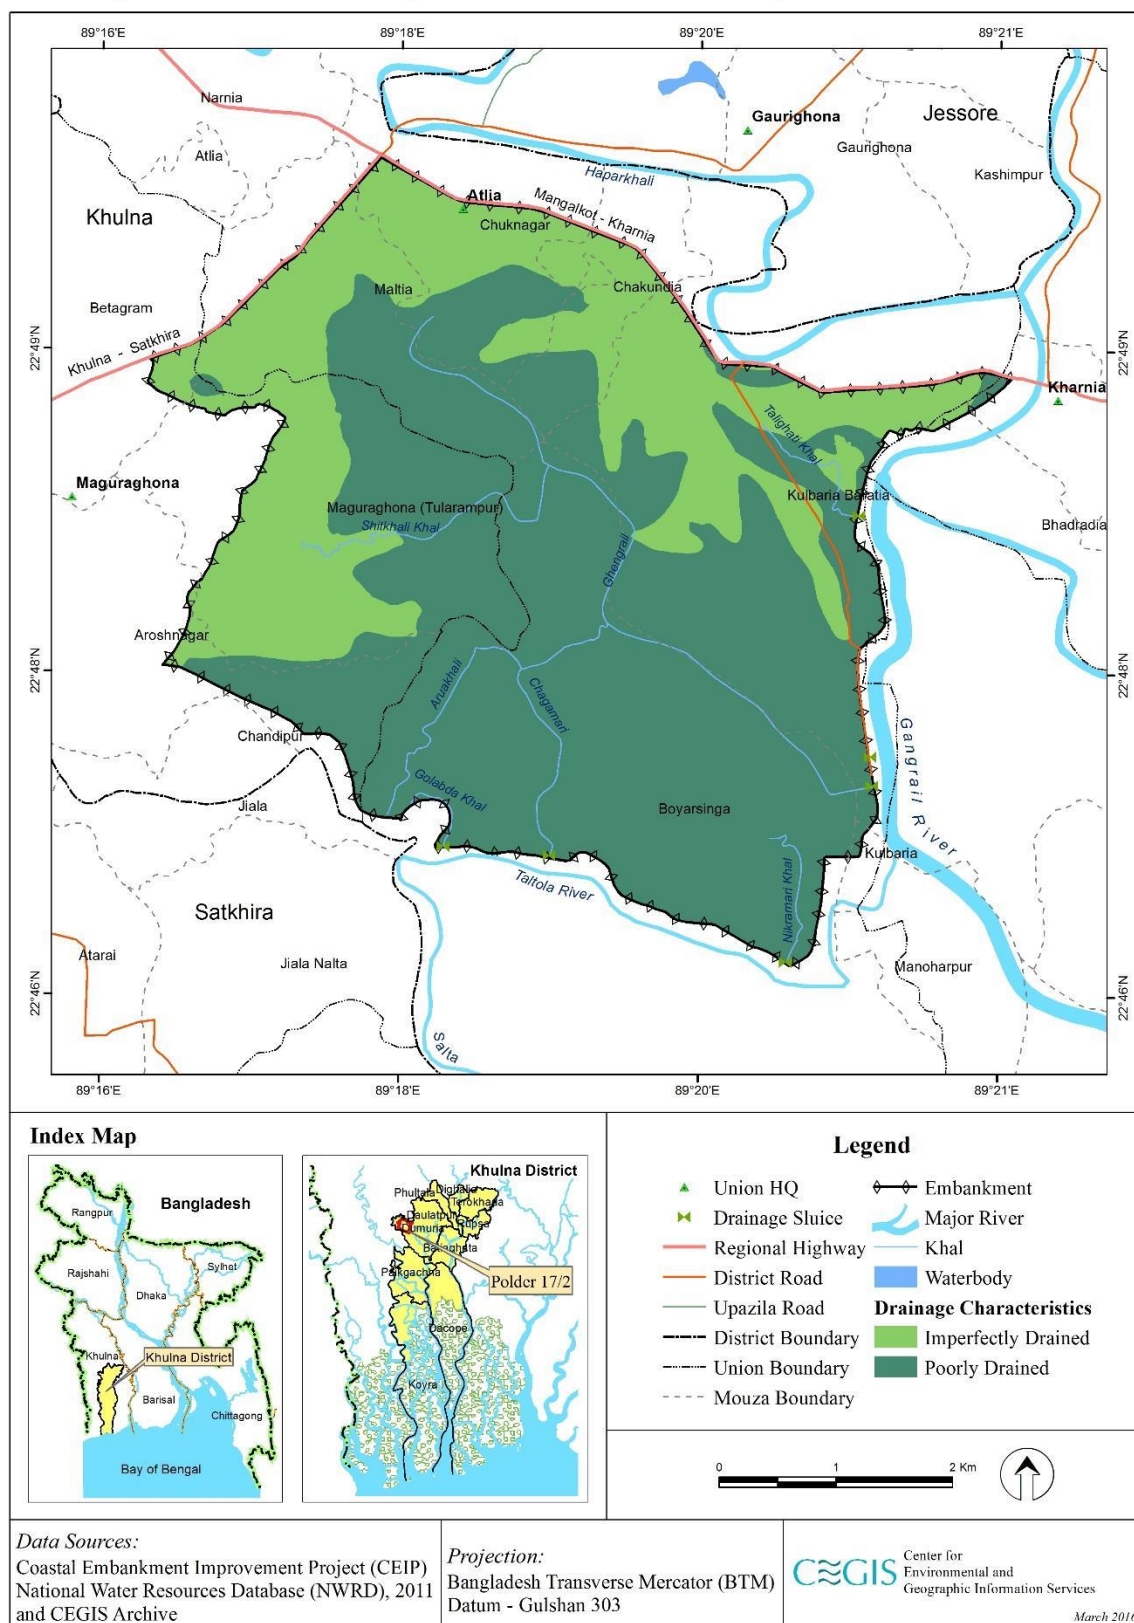 89°16'E
89°18'E
89°20'E
89°21'E
Narnia
Atlia
Khulna
Betagram
Khulna - Satkhira
Maguraghona
Haparkhali
Gaurighona
Gaurighona
Jessore
Kashimpur
Atlia
Chuknagar
Mangalkot - Kharnia
Maltia
Chakundia
22°49'N
22°49'N
Kharnia
Talighati Khal
Kulbaria Baratia
Bhadradia
Maguraghona (Tularampur)
Shitkhali Khal
Ghengrail
Aroshnagar
22°48'N
22°48'N
Aruakhali
Chagamari
Chandipur
Golabda Khal
Jiala
Boyarsinga
Gangrail River
Kulbaria
Nikramari Khal
Taltola River
Satkhira
Atarai
Jiala Nalta
Manoharpur
22°46'N
22°46'N
Salta
89°16'E
89°18'E
89°20'E
89°21'E
Index Map
Bangladesh
Rangpur
Rajshahi
Sylhet
Dhaka
Khulna
Khulna District
Barisal
Chittagong
Bay of Bengal
Khulna District
Phultala
Dighalia
Terokhada
Daulatpur
Dumuria
Rupsa
Batiaghata
Polder 17/2
Paikgachha
Dacope
Koyra
Legend
Union HQ
Drainage Sluice
Regional Highway
District Road
Upazila Road
District Boundary
Union Boundary
Mouza Boundary
Embankment
Major River
Khal
Waterbody
Drainage Characteristics
Imperfectly Drained
Poorly Drained
0 1 2 Km
Data Sources:
Coastal Embankment Improvement Project (CEIP)
National Water Resources Database (NWRD), 2011
and CEGIS Archive
Projection:
Bangladesh Transverse Mercator (BTM)
Datum - Gulshan 303
CEGIS
Center for
Environmental and
Geographic Information Services
March 2016